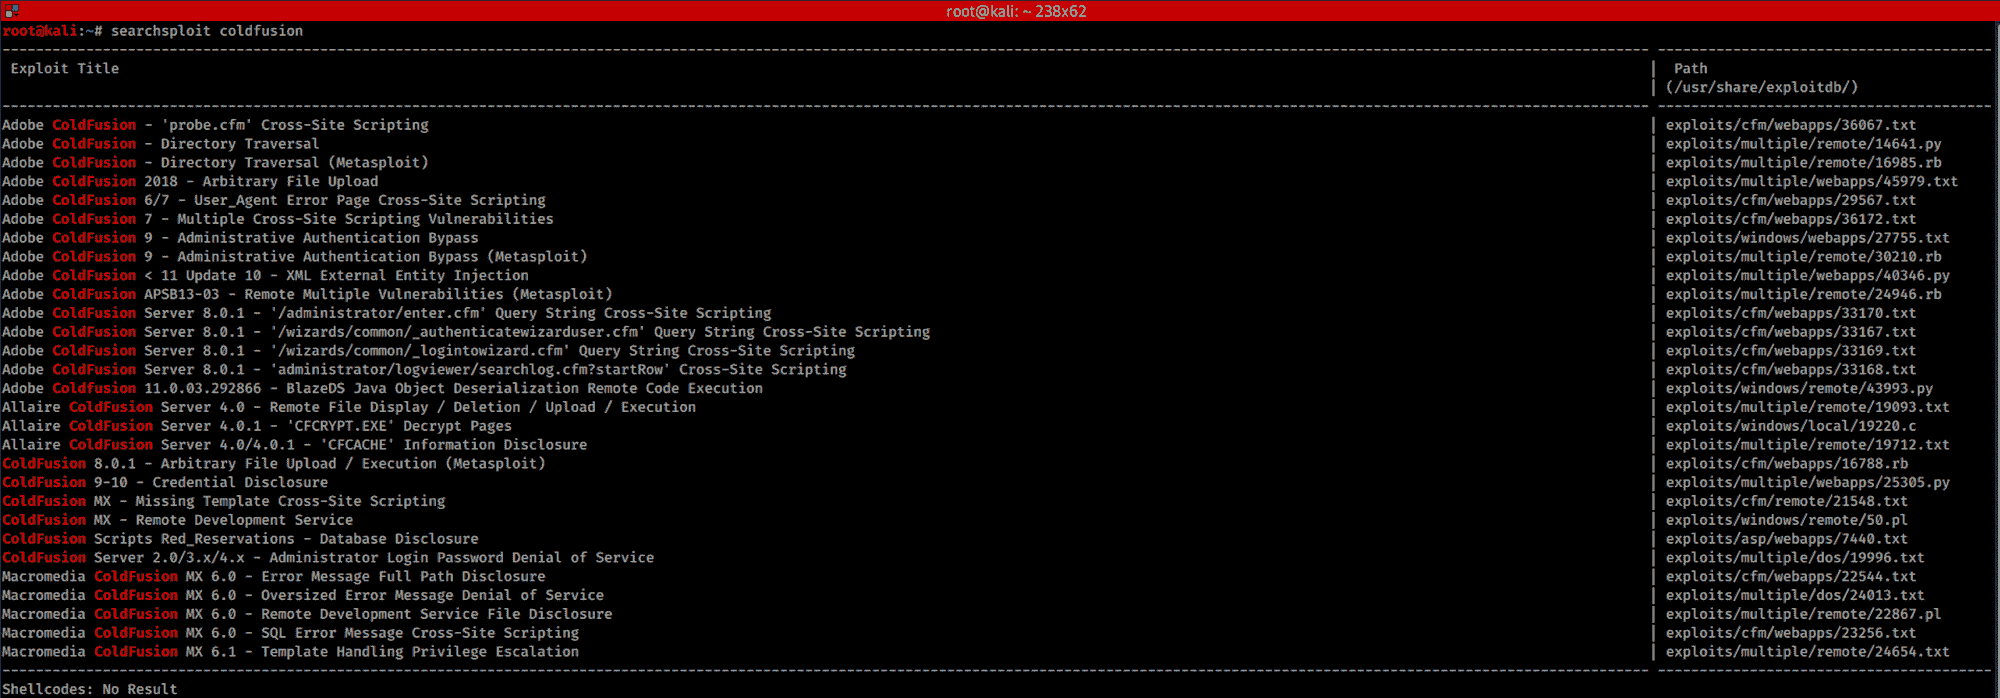 root@kali: ~ 238x62
root@kali:~# searchsploit coldfusion
Exploit Title | Path
| (/usr/share/exploitdb/)
Adobe ColdFusion - 'probe.cfm' Cross-Site Scripting | exploits/cfm/webapps/36067.txt
Adobe ColdFusion - Directory Traversal | exploits/multiple/remote/14641.py
Adobe ColdFusion - Directory Traversal (Metasploit) | exploits/multiple/remote/16985.rb
Adobe ColdFusion 2018 - Arbitrary File Upload | exploits/multiple/webapps/45979.txt
Adobe ColdFusion 6/7 - User_Agent Error Page Cross-Site Scripting | exploits/cfm/webapps/29567.txt
Adobe ColdFusion 7 - Multiple Cross-Site Scripting Vulnerabilities | exploits/cfm/webapps/36172.txt
Adobe ColdFusion 9 - Administrative Authentication Bypass | exploits/windows/webapps/27755.txt
Adobe ColdFusion 9 - Administrative Authentication Bypass (Metasploit) | exploits/multiple/remote/30210.rb
Adobe ColdFusion < 11 Update 10 - XML External Entity Injection | exploits/multiple/webapps/40346.py
Adobe ColdFusion APSB13-03 - Remote Multiple Vulnerabilities (Metasploit) | exploits/multiple/remote/24946.rb
Adobe ColdFusion Server 8.0.1 - '/administrator/enter.cfm' Query String Cross-Site Scripting | exploits/cfm/webapps/33170.txt
Adobe ColdFusion Server 8.0.1 - '/wizards/common/_authenticatewizarduser.cfm' Query String Cross-Site Scripting | exploits/cfm/webapps/33167.txt
Adobe ColdFusion Server 8.0.1 - '/wizards/common/_logintowizard.cfm' Query String Cross-Site Scripting | exploits/cfm/webapps/33169.txt
Adobe ColdFusion Server 8.0.1 - 'administrator/logviewer/searchlog.cfm?startRow' Cross-Site Scripting | exploits/cfm/webapps/33168.txt
Adobe Coldfusion 11.0.03.292866 - BlazeDS Java Object Deserialization Remote Code Execution | exploits/windows/remote/43993.py
Allaire ColdFusion Server 4.0 - Remote File Display / Deletion / Upload / Execution | exploits/multiple/remote/19093.txt
Allaire ColdFusion Server 4.0.1 - 'CFCRYPT.EXE' Decrypt Pages | exploits/windows/local/19220.c
Allaire ColdFusion Server 4.0/4.0.1 - 'CFCACHE' Information Disclosure | exploits/multiple/remote/19712.txt
ColdFusion 8.0.1 - Arbitrary File Upload / Execution (Metasploit) | exploits/cfm/webapps/16788.rb
ColdFusion 9-10 - Credential Disclosure | exploits/multiple/webapps/25305.py
ColdFusion MX - Missing Template Cross-Site Scripting | exploits/cfm/remote/21548.txt
ColdFusion MX - Remote Development Service | exploits/windows/remote/50.pl
ColdFusion Scripts Red_Reservations - Database Disclosure | exploits/asp/webapps/7440.txt
ColdFusion Server 2.0/3.x/4.x - Administrator Login Password Denial of Service | exploits/multiple/dos/19996.txt
Macromedia ColdFusion MX 6.0 - Error Message Full Path Disclosure | exploits/cfm/webapps/22544.txt
Macromedia ColdFusion MX 6.0 - Oversized Error Message Denial of Service | exploits/multiple/dos/24013.txt
Macromedia ColdFusion MX 6.0 - Remote Development Service File Disclosure | exploits/multiple/remote/22867.pl
Macromedia ColdFusion MX 6.0 - SQL Error Message Cross-Site Scripting | exploits/cfm/webapps/23256.txt
Macromedia ColdFusion MX 6.1 - Template Handling Privilege Escalation | exploits/multiple/remote/24654.txt
Shellcodes: No Result